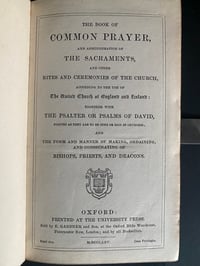 THE BOOK OF
COMMON PRAYER,
AND ADMINISTRATION OF
THE SACRAMENTS,
AND OTHER
RITES AND CEREMONIES OF THE CHURCH,
ACCORDING TO THE USE OF
The United Church of England and Ireland:
TOGETHER WITH
THE PSALTER OR PSALMS OF DAVID,
POINTED AS THEY ARE TO BE SUNG OR SAID IN CHURCHES;
AND
THE FORM AND MANNER OF MAKING, ORDAINING,
AND CONSECRATING OF
BISHOPS, PRIESTS, AND DEACONS.
OXFORD:
PRINTED AT THE UNIVERSITY PRESS.
Sold by E. GARDNER and Son, at the Oxford Bible Warehouse,
Paternoster Row, London; and by all Booksellers.
Cum Privilegio.